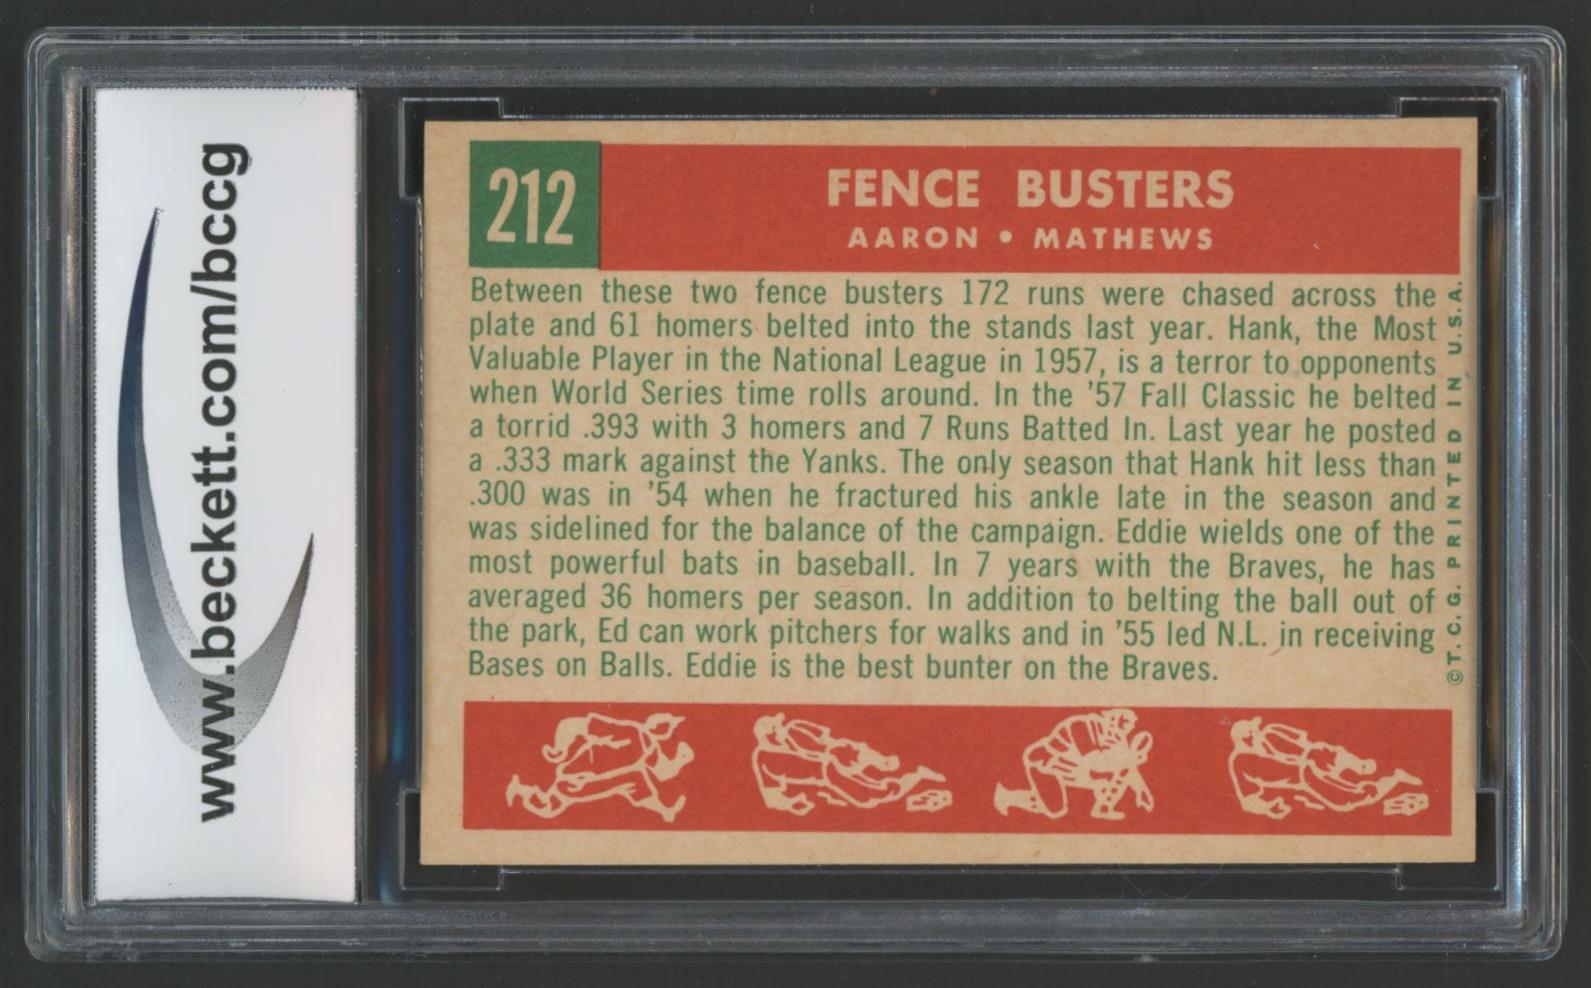 www.beckett.com/bccg
212
FENCE BUSTERS
AARON • MATHEWS
Between these two fence busters 172 runs were chased across the
plate and 61 homers belted into the stands last year. Hank, the Most
Valuable Player in the National League in 1957, is a terror to opponents
when World Series time rolls around. In the '57 Fall Classic he belted
a torrid .393 with 3 homers and 7 Runs Batted In. Last year he posted
a .333 mark against the Yanks. The only season that Hank hit less than
.300 was in '54 when he fractured his ankle late in the season and
was sidelined for the balance of the campaign. Eddie wields one of the
most powerful bats in baseball. In 7 years with the Braves, he has
averaged 36 homers per season. In addition to belting the ball out of
the park, Ed can work pitchers for walks and in '55 led N.L. in receiving
Bases on Balls. Eddie is the best bunter on the Braves.
©T.C.G. PRINTED IN U.S.A.